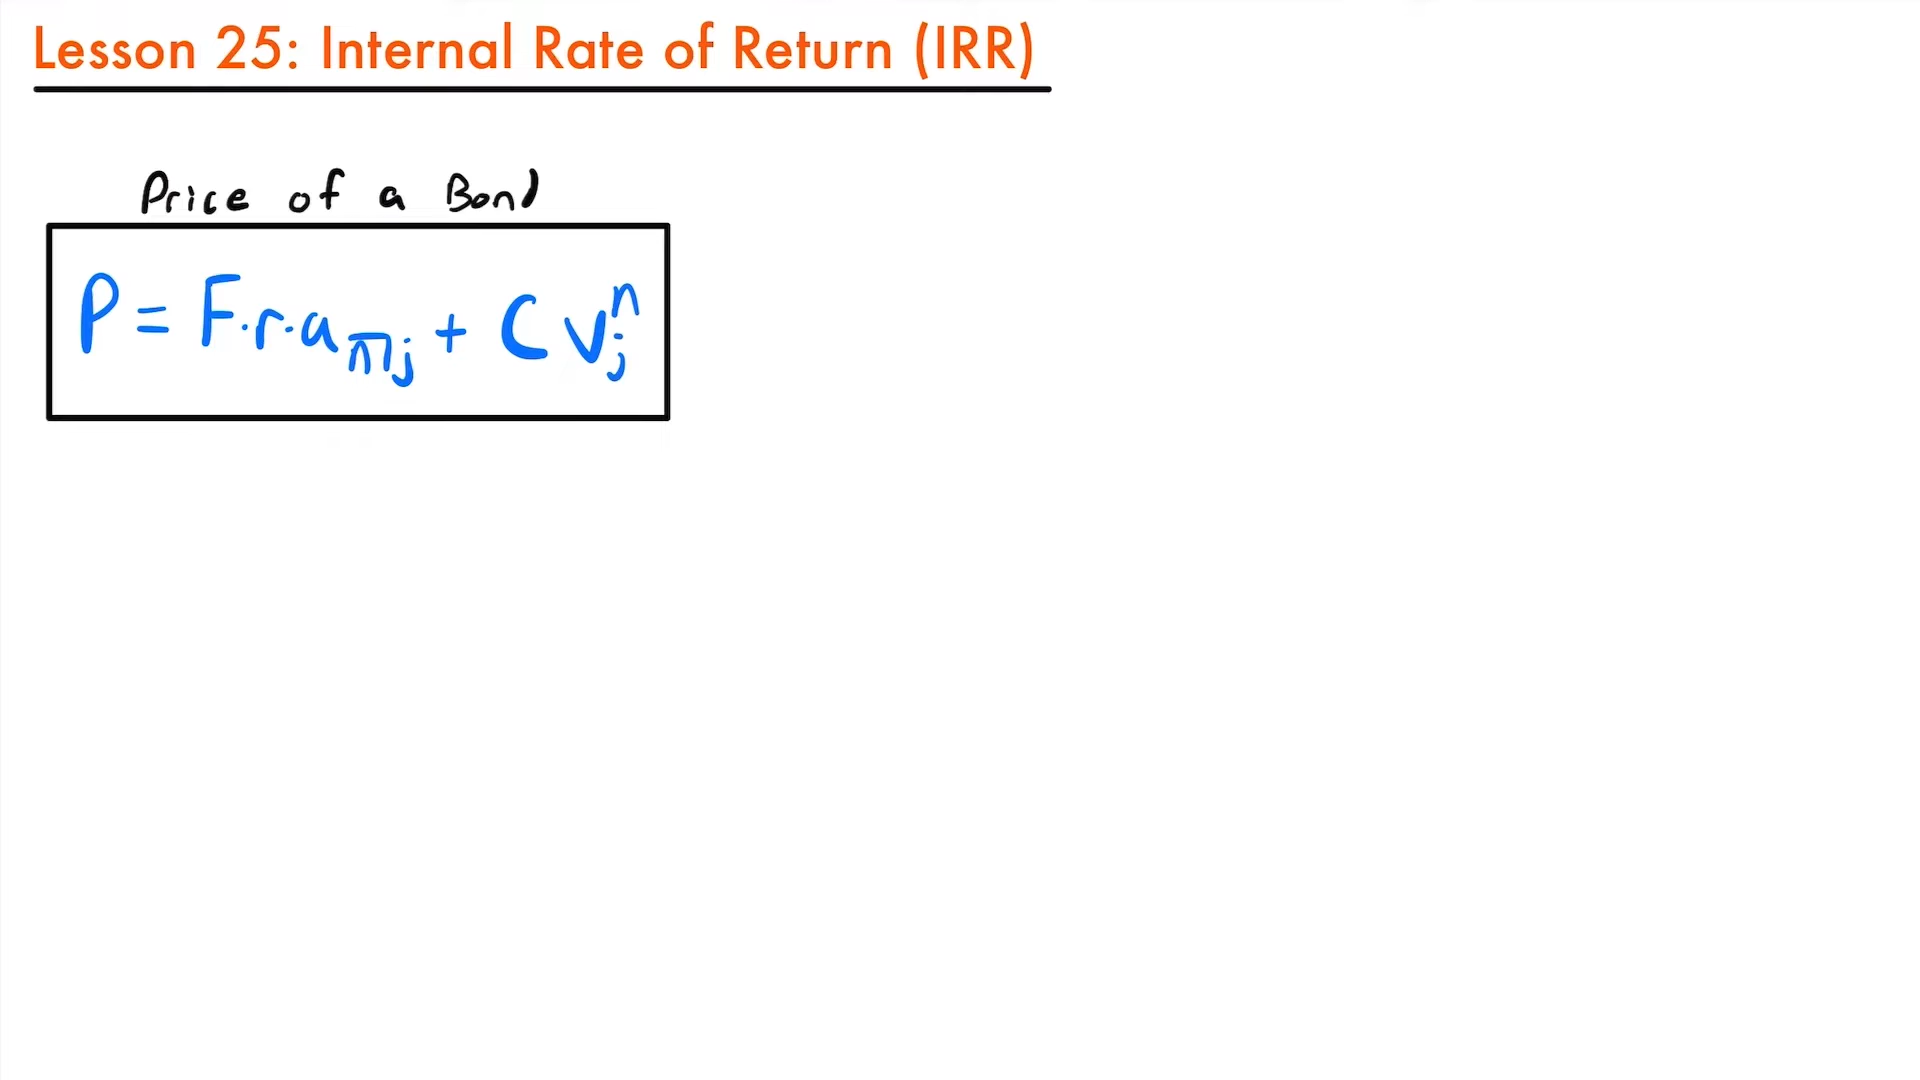 Lesson 25: Internal Rate of Return (IRR)
Price of a Bond
P = F·r·a_{n̅|j} + C v_j^n